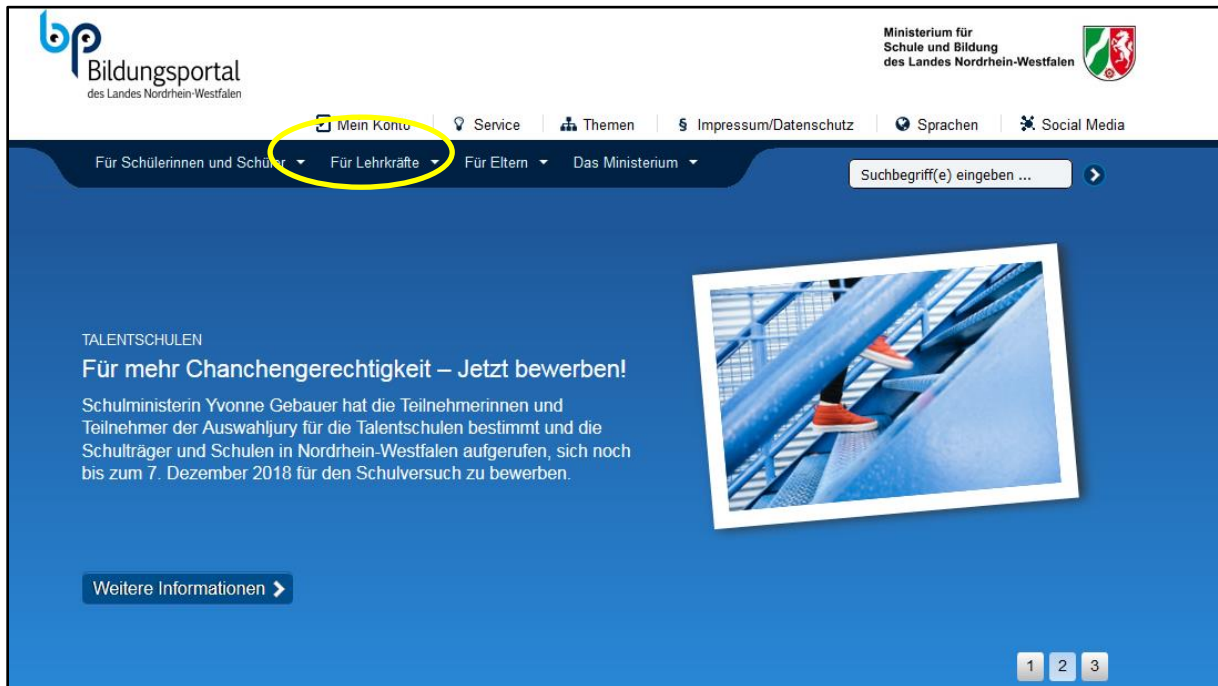 bp
Bildungsportal
des Landes Nordrhein-Westfalen
Ministerium für
Schule und Bildung
des Landes Nordrhein-Westfalen
Mein Konto
Service
Themen
§ Impressum/Datenschutz
Sprachen
Social Media
Für Schülerinnen und Schüler
Für Lehrkräfte
Für Eltern
Das Ministerium
Suchbegriff(e) eingeben ...
TALENTSCHULEN
Für mehr Chanchengerechtigkeit – Jetzt bewerben!
Schulministerin Yvonne Gebauer hat die Teilnehmerinnen und
Teilnehmer der Auswahljury für die Talentschulen bestimmt und die
Schulträger und Schulen in Nordrhein-Westfalen aufgerufen, sich noch
bis zum 7. Dezember 2018 für den Schulversuch zu bewerben.
Weitere Informationen
1 2 3